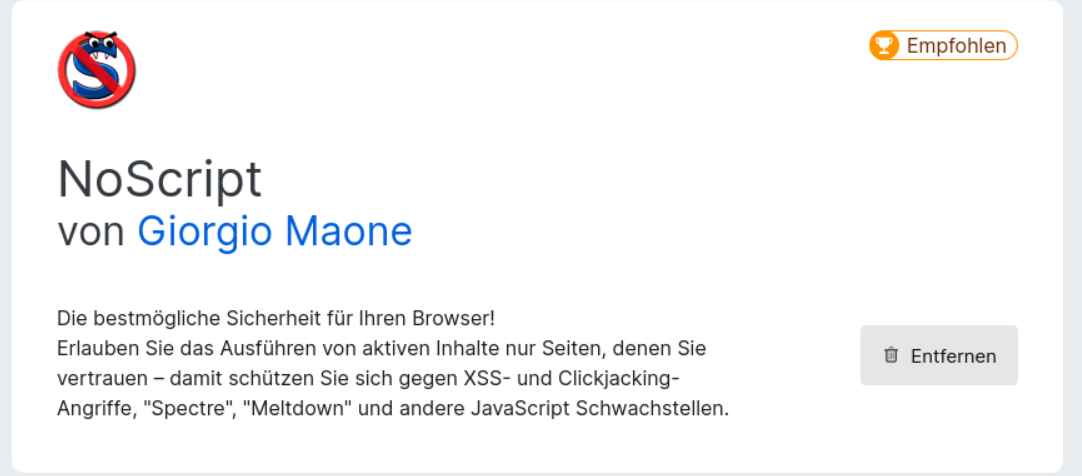 Empfohlen
NoScript
von Giorgio Maone
Die bestmögliche Sicherheit für Ihren Browser!
Erlauben Sie das Ausführen von aktiven Inhalte nur Seiten, denen Sie
vertrauen – damit schützen Sie sich gegen XSS- und Clickjacking-
Angriffe, "Spectre", "Meltdown" und andere JavaScript Schwachstellen.
Entfernen